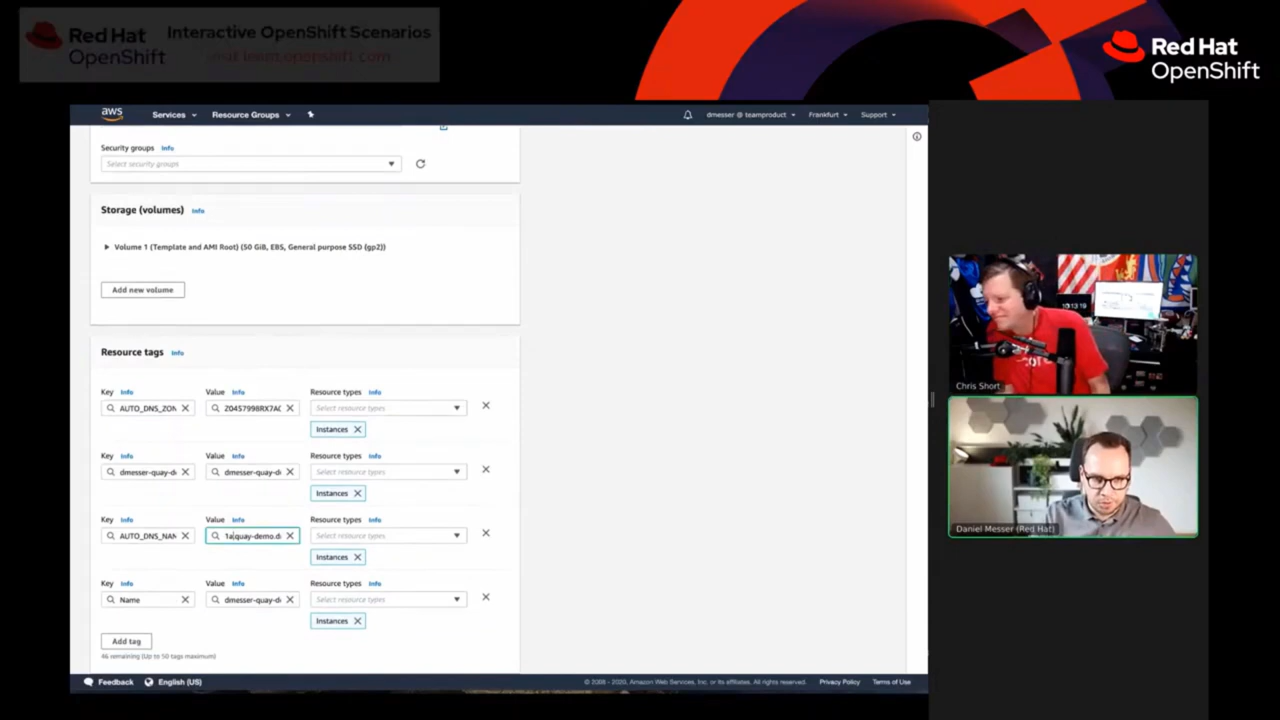 Red Hat
OpenShift
Interactive OpenShift Scenarios
at learn.openshift.com
Red Hat
OpenShift
aws
Services
Resource Groups
dmesser @ teamproduct
Frankfurt
Support
Security groups Info
Select security groups
Storage (volumes) Info
Volume 1 (Template and AMI Root) (50 GiB, EBS, General purpose SSD (gp2))
Add new volume
Resource tags Info
Key Info Value Info Resource types Info
AUTO_DNS_ZON 20457998RX7AC Select resource types
Instances
Key Info Value Info Resource types Info
dmesser-quay-d dmesser-quay-d Select resource types
Instances
Key Info Value Info Resource types Info
AUTO_DNS_NAM 1aquay-demo.d Select resource types
Instances
Key Info Value Info Resource types Info
Name dmesser-quay-d Select resource types
Instances
Add tag
46 remaining (Up to 50 tags maximum)
Feedback
English (US)
© 2008 - 2020, Amazon Web Services, Inc. or its affiliates. All rights reserved.
Privacy Policy
Terms of Use
Chris Short
Daniel Messer (Red Hat)